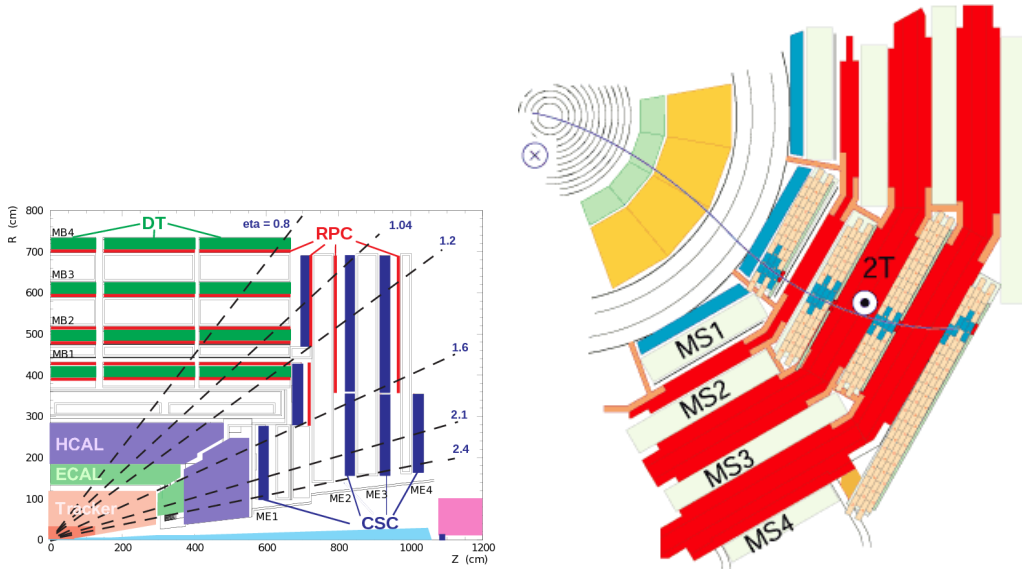 800
700
600
500
400
300
200
100
0
R (cm)
MB4
MB3
MB2
MB1
DT
eta = 0.8
RPC
1.04
1.2
1.6
2.1
2.4
HCAL
ECAL
Tracker
ME1
ME2
ME3
ME4
CSC
0
200
400
600
800
1000
1200
Z (cm)
2T
MS1
MS2
MS3
MS4